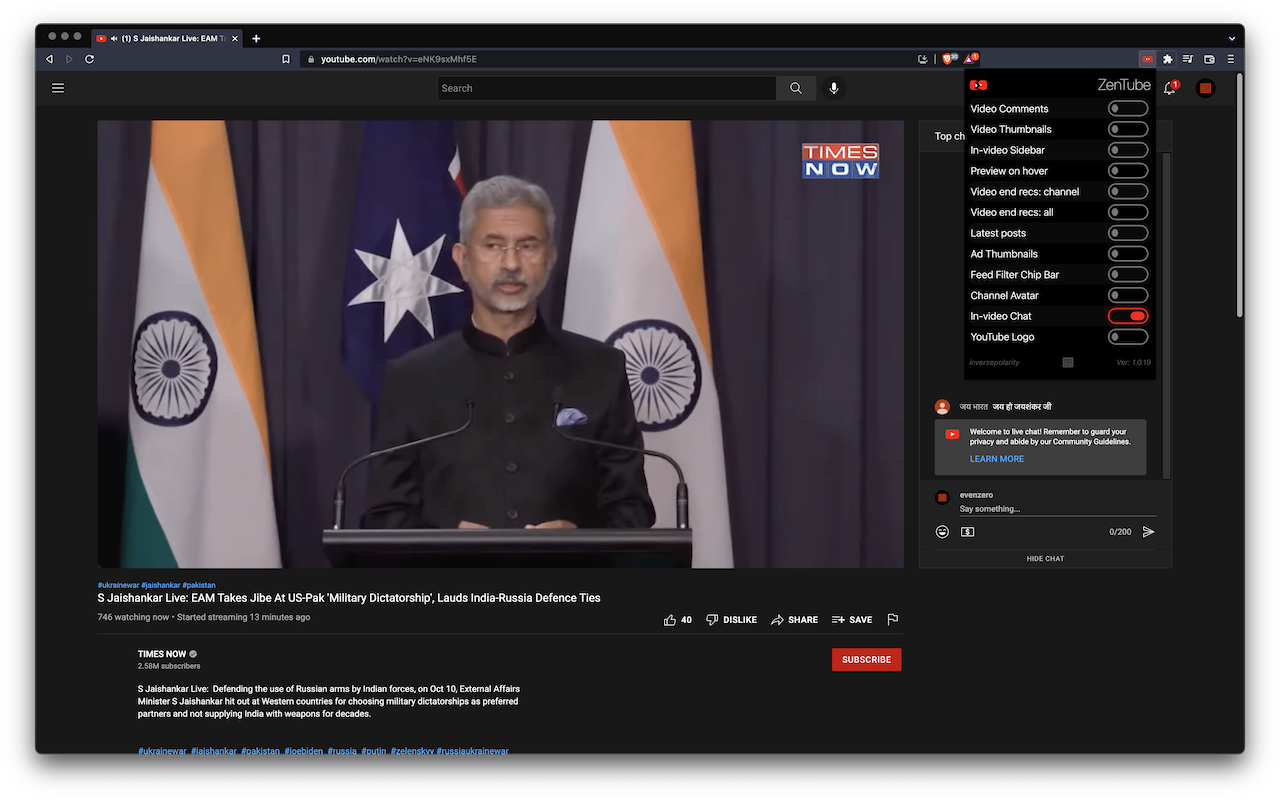 (1) S Jaishankar Live: EAM T
youtube.com/watch?v=eNK9sxMhf5E
Search
ZenTube
1
Video Comments
Video Thumbnails
In-video Sidebar
Preview on hover
Video end recs: channel
Video end recs: all
Latest posts
Ad Thumbnails
Feed Filter Chip Bar
Channel Avatar
In-video Chat
YouTube Logo
inversepolarity
Ver: 1.0.19
TIMES
NOW
Top ch
जय भारत जय हो जयशंकर जी
Welcome to live chat! Remember to guard your
privacy and abide by our Community Guidelines.
LEARN MORE
evenzero
Say something...
0/200
HIDE CHAT
#ukrainewar #jaishankar #pakistan
S Jaishankar Live: EAM Takes Jibe At US-Pak 'Military Dictatorship', Lauds India-Russia Defence Ties
746 watching now • Started streaming 13 minutes ago
40 DISLIKE SHARE SAVE
TIMES NOW
2.58M subscribers
SUBSCRIBE
S Jaishankar Live: Defending the use of Russian arms by Indian forces, on Oct 10, External Affairs
Minister S Jaishankar hit out at Western countries for choosing military dictatorships as preferred
partners and not supplying India with weapons for decades.
#ukrainewar #jaishankar #pakistan #joebiden #russia #putin #zelenskyy #russiaukrainewar